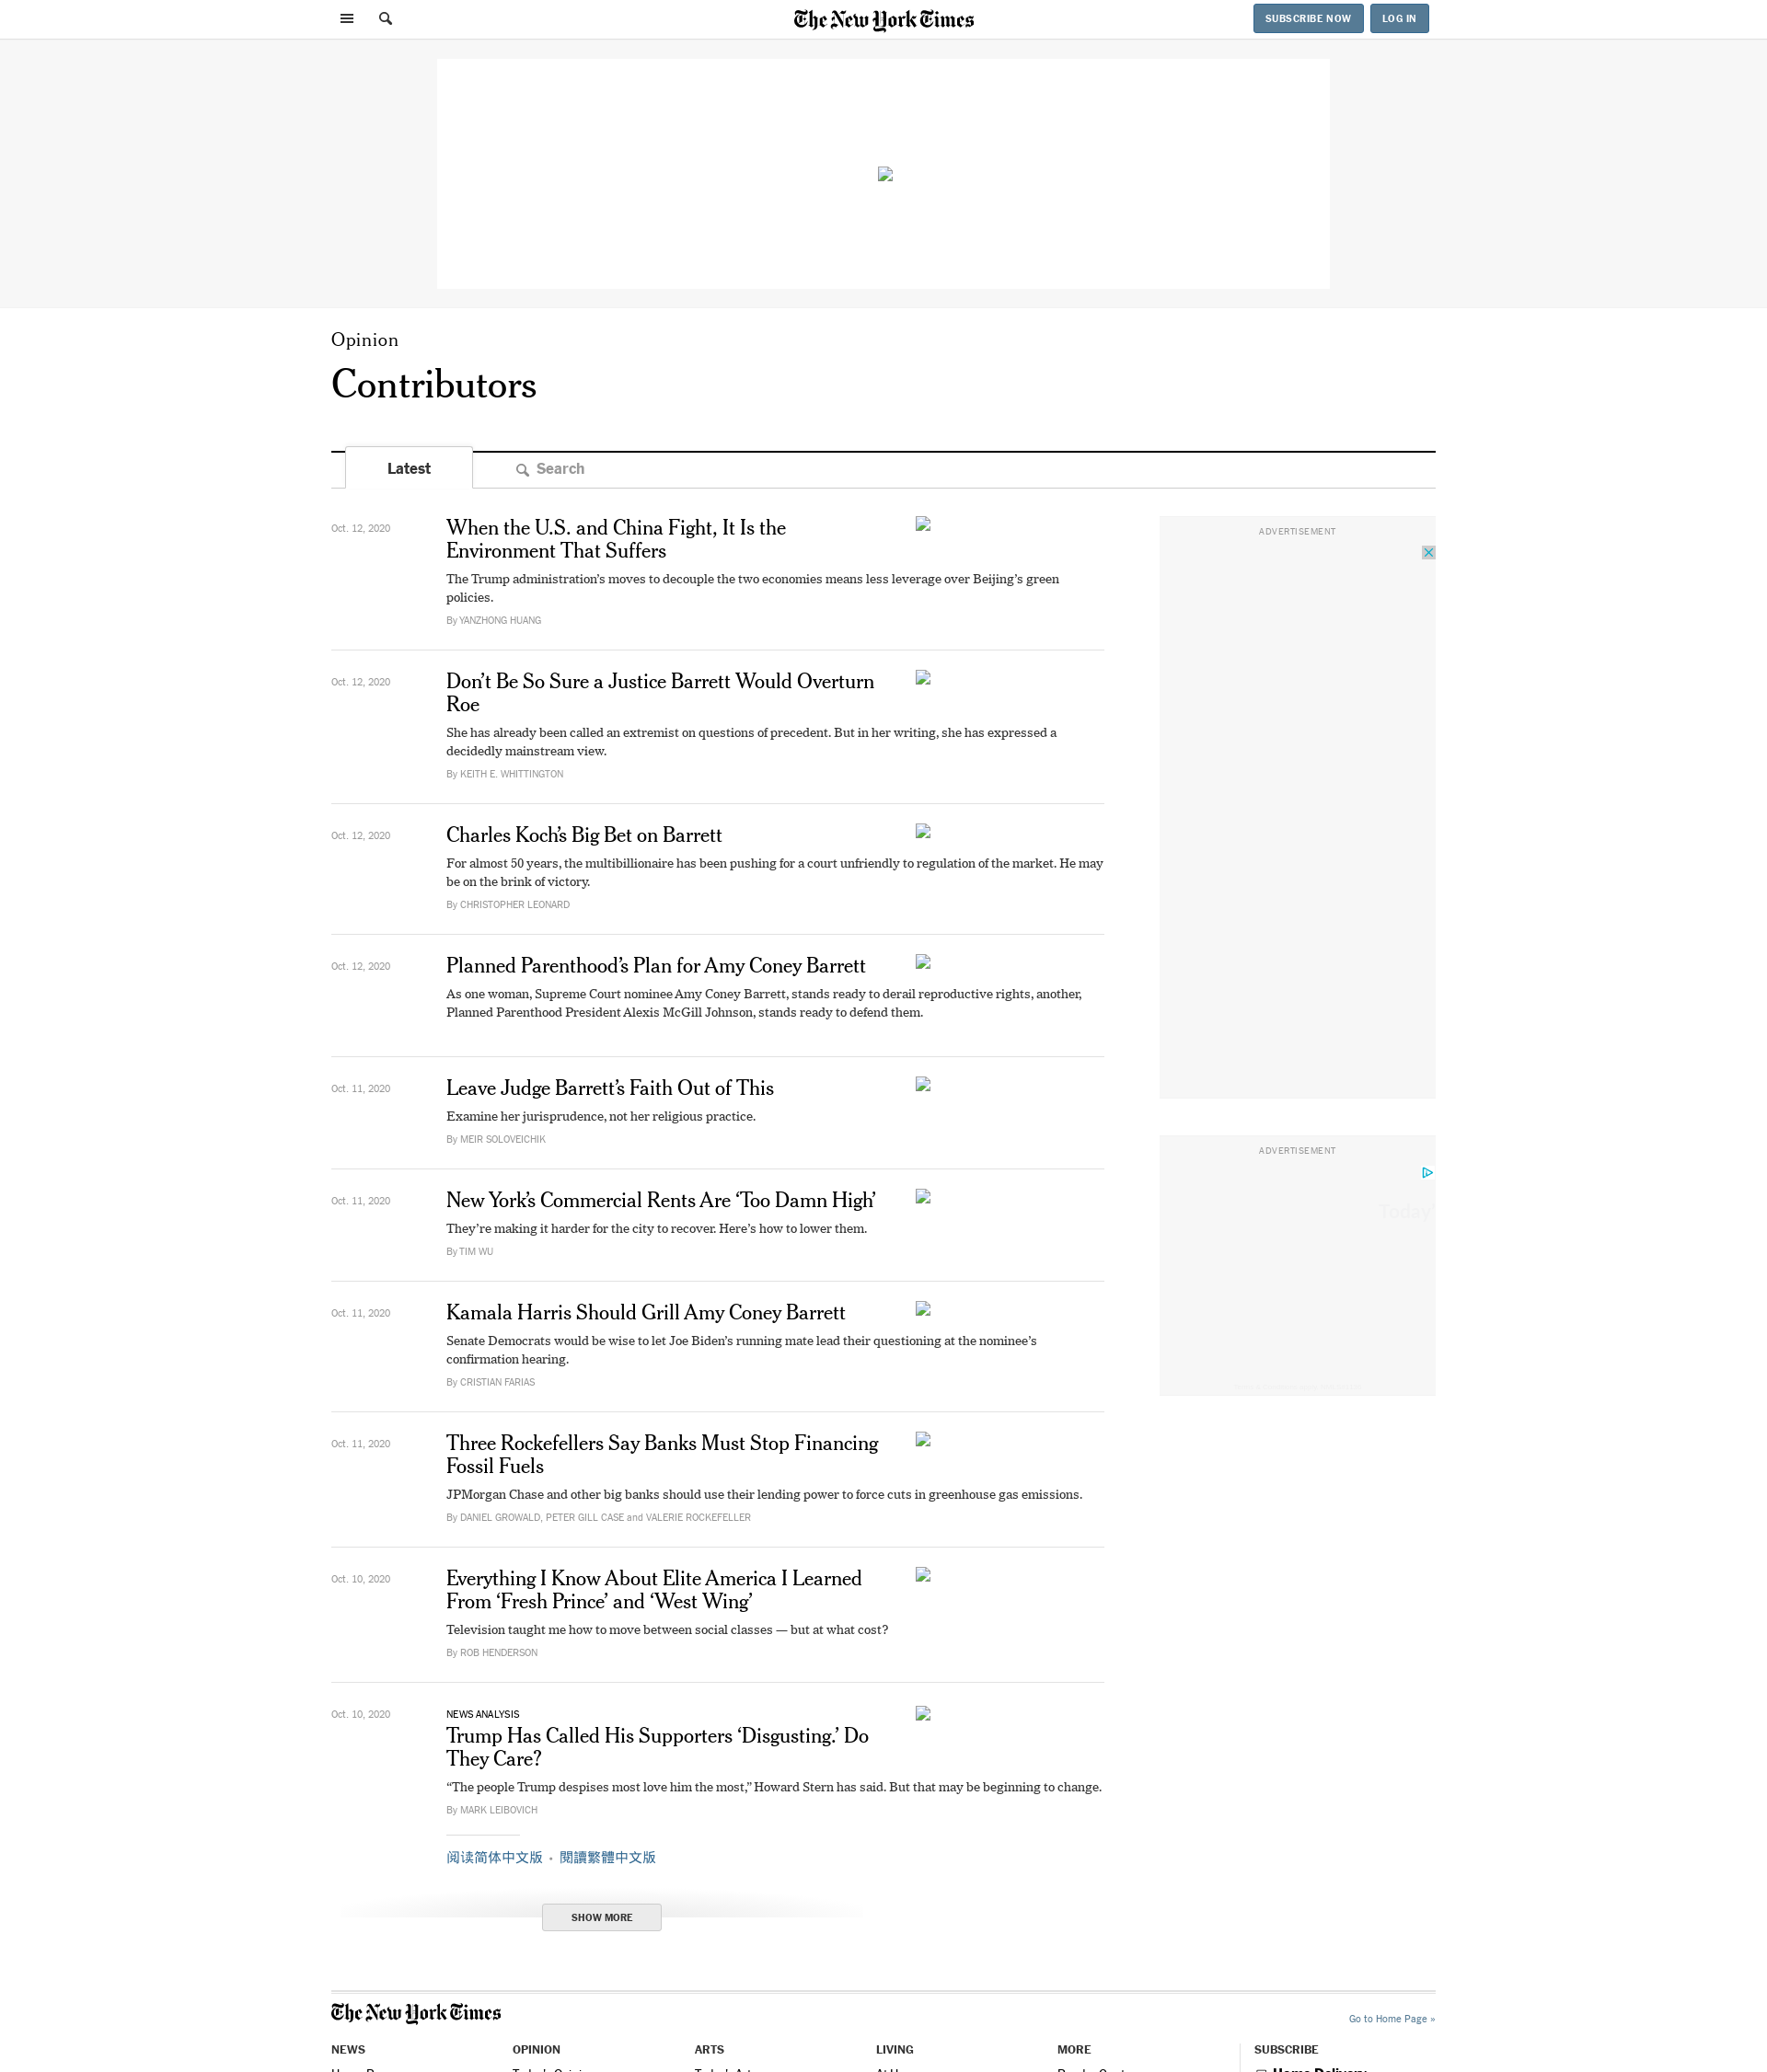 The New York Times
SUBSCRIBE NOW
LOG IN
Opinion
Contributors
Latest
Search
Oct. 12, 2020
When the U.S. and China Fight, It Is the
Environment That Suffers
The Trump administration’s moves to decouple the two economies means less leverage over Beijing’s green
policies.
By YANZHONG HUANG
ADVERTISEMENT
Oct. 12, 2020
Don’t Be So Sure a Justice Barrett Would Overturn
Roe
She has already been called an extremist on questions of precedent. But in her writing, she has expressed a
decidedly mainstream view.
By KEITH E. WHITTINGTON
Oct. 12, 2020
Charles Koch’s Big Bet on Barrett
For almost 50 years, the multibillionaire has been pushing for a court unfriendly to regulation of the market. He may
be on the brink of victory.
By CHRISTOPHER LEONARD
Oct. 12, 2020
Planned Parenthood’s Plan for Amy Coney Barrett
As one woman, Supreme Court nominee Amy Coney Barrett, stands ready to derail reproductive rights, another,
Planned Parenthood President Alexis McGill Johnson, stands ready to defend them.
Oct. 11, 2020
Leave Judge Barrett’s Faith Out of This
Examine her jurisprudence, not her religious practice.
By MEIR SOLOVEICHIK
ADVERTISEMENT
Today
Oct. 11, 2020
New York’s Commercial Rents Are ‘Too Damn High’
They’re making it harder for the city to recover. Here’s how to lower them.
By TIM WU
Oct. 11, 2020
Kamala Harris Should Grill Amy Coney Barrett
Senate Democrats would be wise to let Joe Biden’s running mate lead their questioning at the nominee’s
confirmation hearing.
By CRISTIAN FARIAS
Oct. 11, 2020
Three Rockefellers Say Banks Must Stop Financing
Fossil Fuels
JPMorgan Chase and other big banks should use their lending power to force cuts in greenhouse gas emissions.
By DANIEL GROWALD, PETER GILL CASE and VALERIE ROCKEFELLER
Oct. 10, 2020
Everything I Know About Elite America I Learned
From ‘Fresh Prince’ and ‘West Wing’
Television taught me how to move between social classes — but at what cost?
By ROB HENDERSON
Oct. 10, 2020
NEWS ANALYSIS
Trump Has Called His Supporters ‘Disgusting.’ Do
They Care?
“The people Trump despises most love him the most,” Howard Stern has said. But that may be beginning to change.
By MARK LEIBOVICH
阅读简体中文版 • 閱讀繁體中文版
SHOW MORE
The New York Times
Go to Home Page »
NEWS
OPINION
ARTS
LIVING
MORE
SUBSCRIBE
Home Delivery